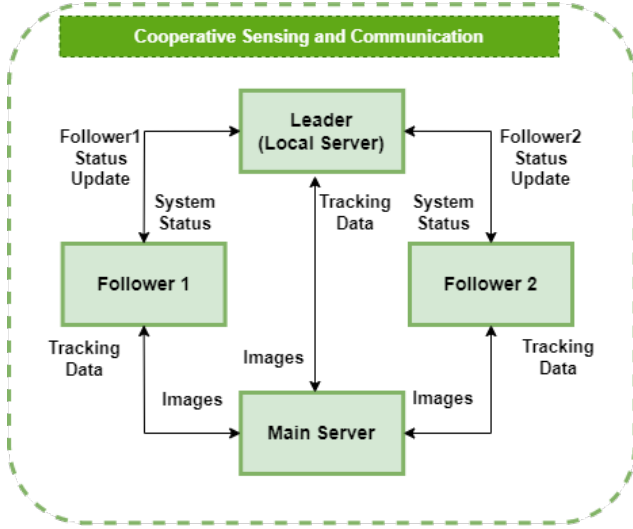 Cooperative Sensing and Communication
Leader
(Local Server)
Follower1
Status
Update
Follower2
Status
Update
System
Status
Tracking
Data
System
Status
Follower 1
Follower 2
Tracking
Data
Images
Tracking
Data
Images
Images
Main Server